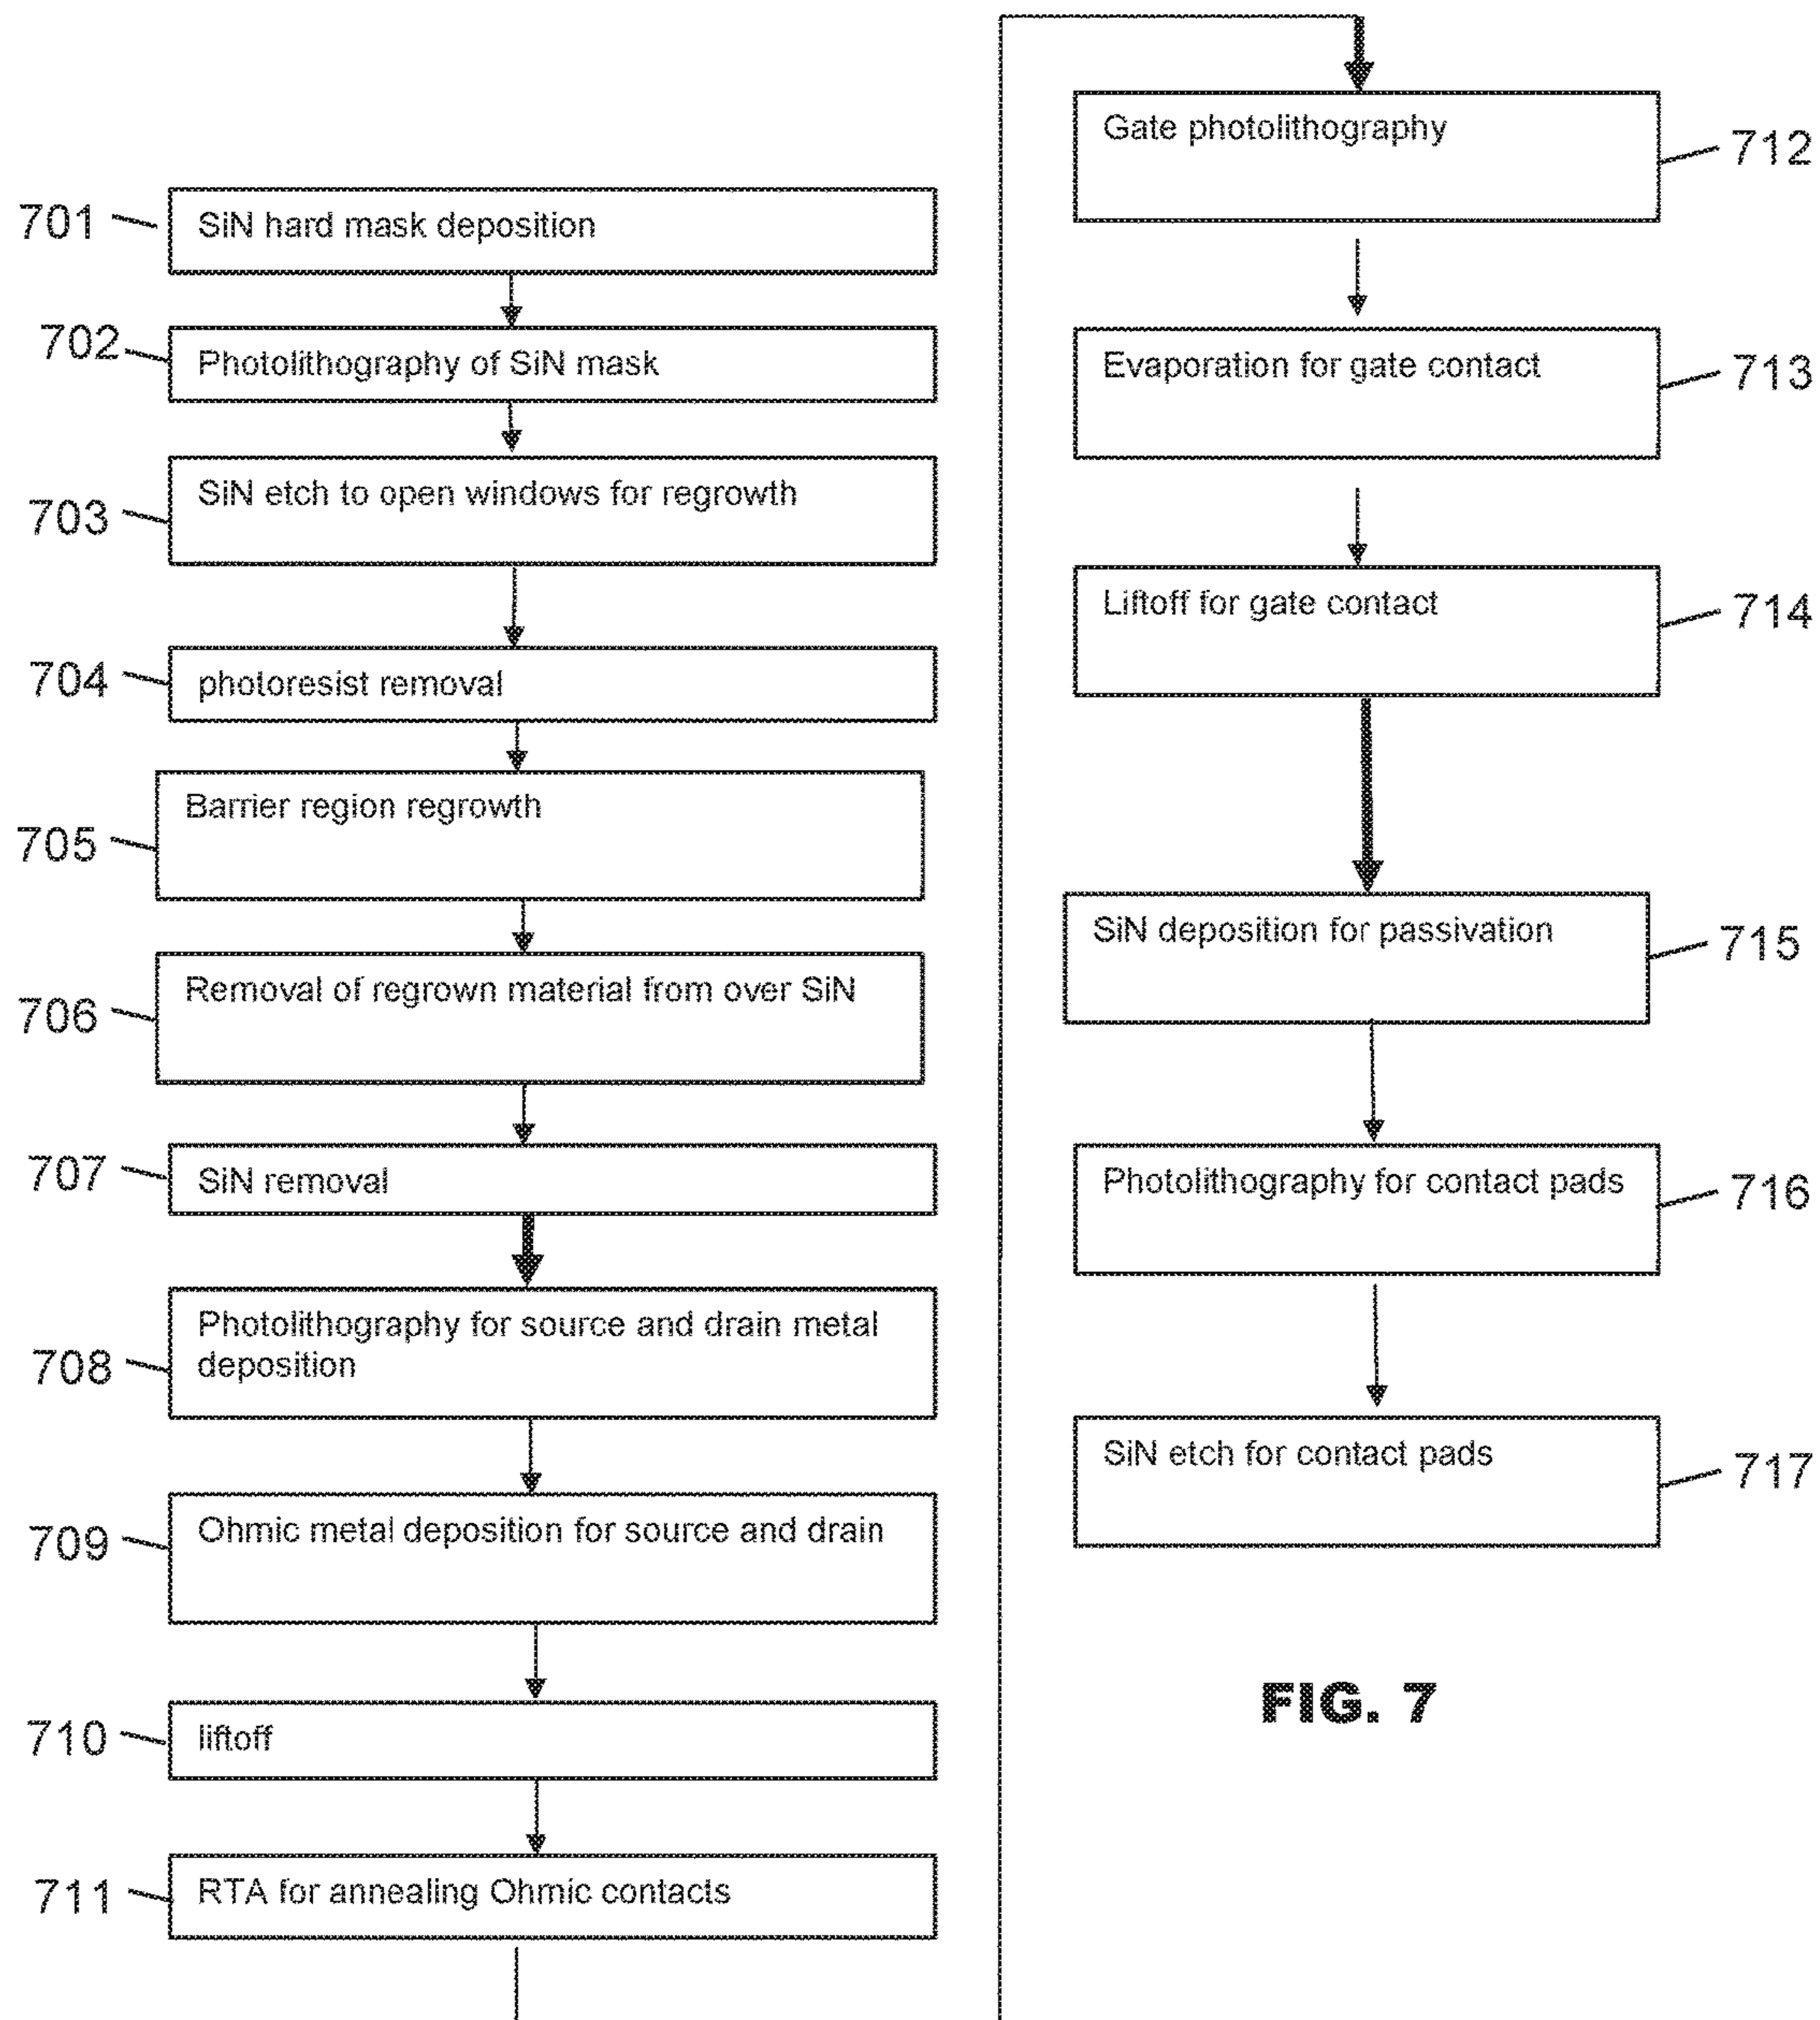 701
SiN hard mask deposition
702
Photolithography of SiN mask
703
SiN etch to open windows for regrowth
704
photoresist removal
705
Barrier region regrowth
706
Removal of regrown material from over SiN
707
SiN removal
708
Photolithography for source and drain metal
deposition
709
Ohmic metal deposition for source and drain
710
liftoff
711
RTA for annealing Ohmic contacts
Gate photolithography
712
Evaporation for gate contact
713
Liftoff for gate contact
714
SiN deposition for passivation
715
Photolithography for contact pads
716
SiN etch for contact pads
717
FIG. 7